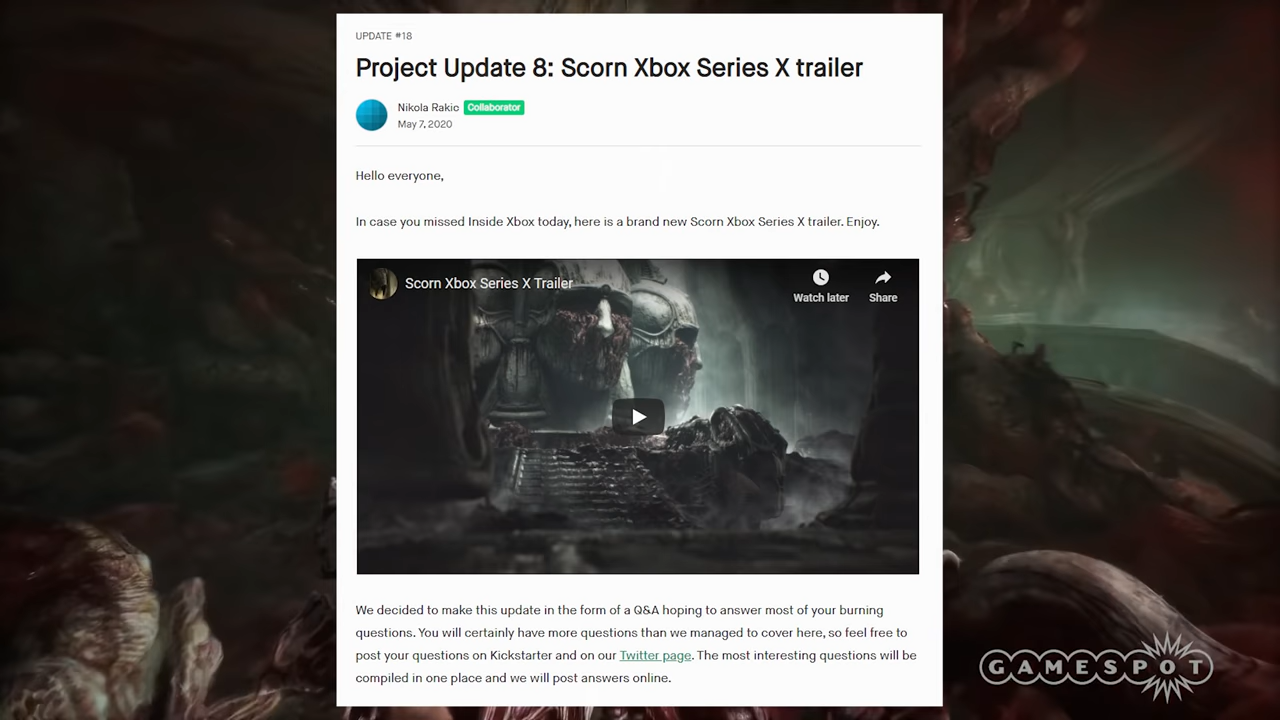 UPDATE #18
Project Update 8: Scorn Xbox Series X trailer
Nikola Rakic Collaborator
May 7, 2020
Hello everyone,
In case you missed Inside Xbox today, here is a brand new Scorn Xbox Series X trailer. Enjoy.
Scorn Xbox Series X Trailer
Watch later
Share
We decided to make this update in the form of a Q&A hoping to answer most of your burning
questions. You will certainly have more questions than we managed to cover here, so feel free to
post your questions on Kickstarter and on our Twitter page. The most interesting questions will be
compiled in one place and we will post answers online.
GAMESPOT